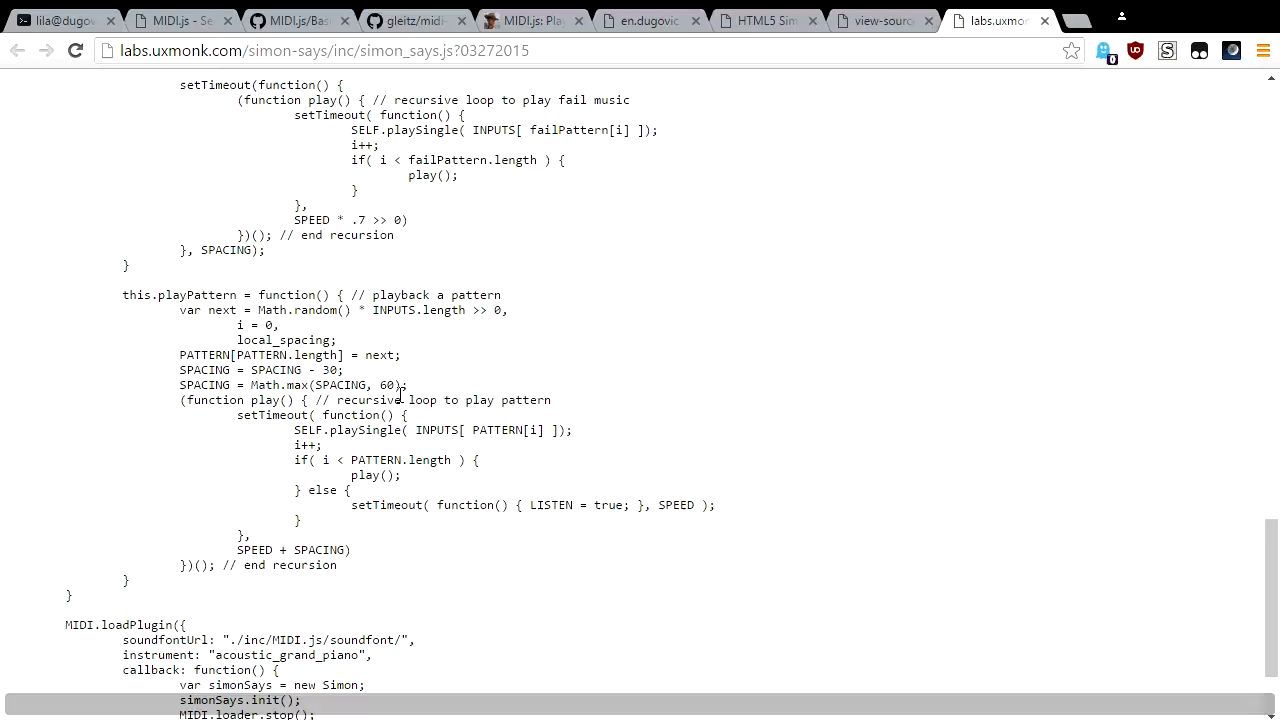 lila@dugov
MIDI.js - Se
MIDI.js/Bas
gleitz/midi-
MIDI.js: Pla
en.dugovic
HTML5 Sim
view-sourc
labs.uxmon
labs.uxmonk.com/simon-says/inc/simon_says.js?03272015
0
S
setTimeout(function() {
(function play() { // recursive loop to play fail music
setTimeout( function() {
SELF.playSingle( INPUTS[ failPattern[i] ]);
i++;
if( i < failPattern.length ) {
play();
}
},
SPEED * .7 >> 0)
})(); // end recursion
}, SPACING);
}
this.playPattern = function() { // playback a pattern
var next = Math.random() * INPUTS.length >> 0,
i = 0,
local_spacing;
PATTERN[PATTERN.length] = next;
SPACING = SPACING - 30;
SPACING = Math.max(SPACING, 60);
(function play() { // recursive loop to play pattern
setTimeout( function() {
SELF.playSingle( INPUTS[ PATTERN[i] ]);
i++;
if( i < PATTERN.length ) {
play();
} else {
setTimeout( function() { LISTEN = true; }, SPEED );
}
},
SPEED + SPACING)
})(); // end recursion
}
}
MIDI.loadPlugin({
soundfontUrl: "./inc/MIDI.js/soundfont/",
instrument: "acoustic_grand_piano",
callback: function() {
var simonSays = new Simon;
simonSays.init();
MIDI.loader.stop();